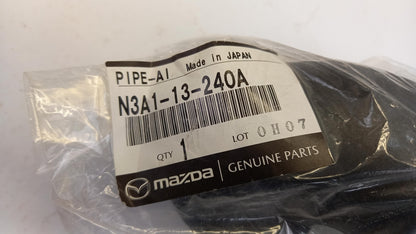 PIPE-AI Made in JAPAN
N3A1-13-240A
QTY 1 LOT 0H07
mazda GENUINE PARTS